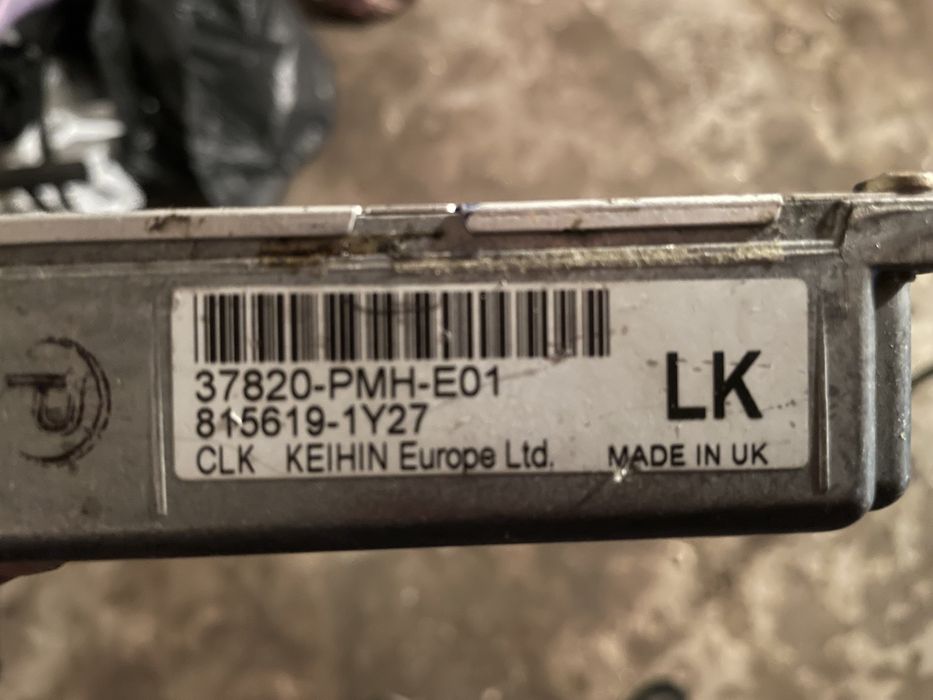 37820-PMH-E01
815619-1Y27
LK
CLK KEIHIN Europe Ltd.
MADE IN UK